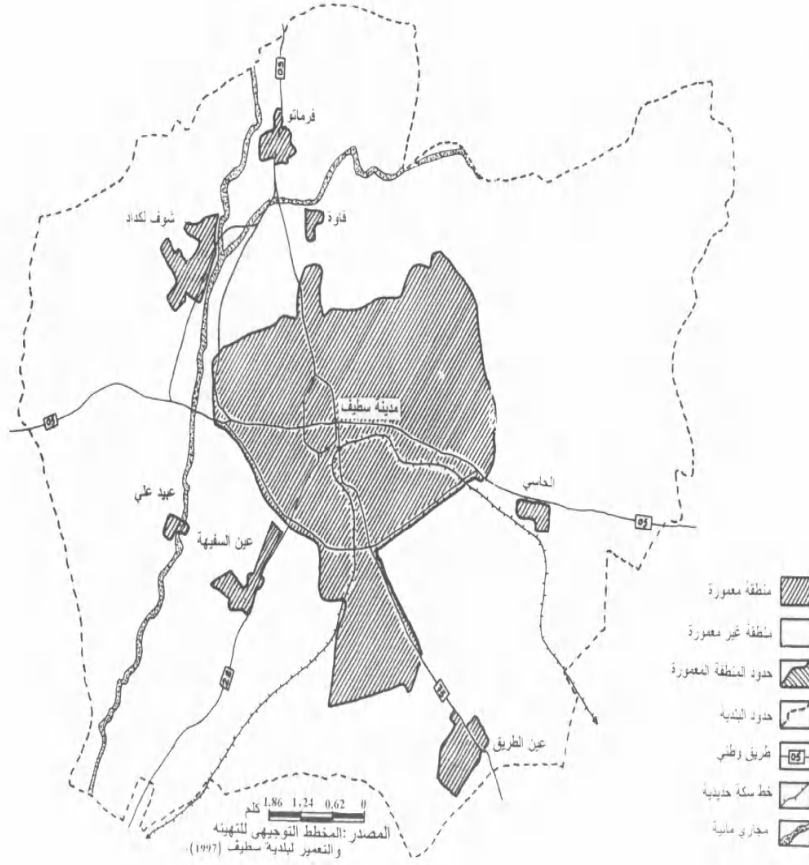 05
فرماتو
شوف لكداد
فاوة
مدينة سطيف
05
عبيد علي
عين السفيهة
الحاسي
05
28
عين الطريق
منطقة معمورة
منطقة غير معمورة
حدود المنطقة المعمورة
حدود البلدية
05 طريق وطني
خط سكة حديدية
مجاري مائية
0 0.62 1.24 1.86 كلم
المصدر :المخطط التوجيهي للتهيئة
والتعمير لبلدية سطيف (1997)